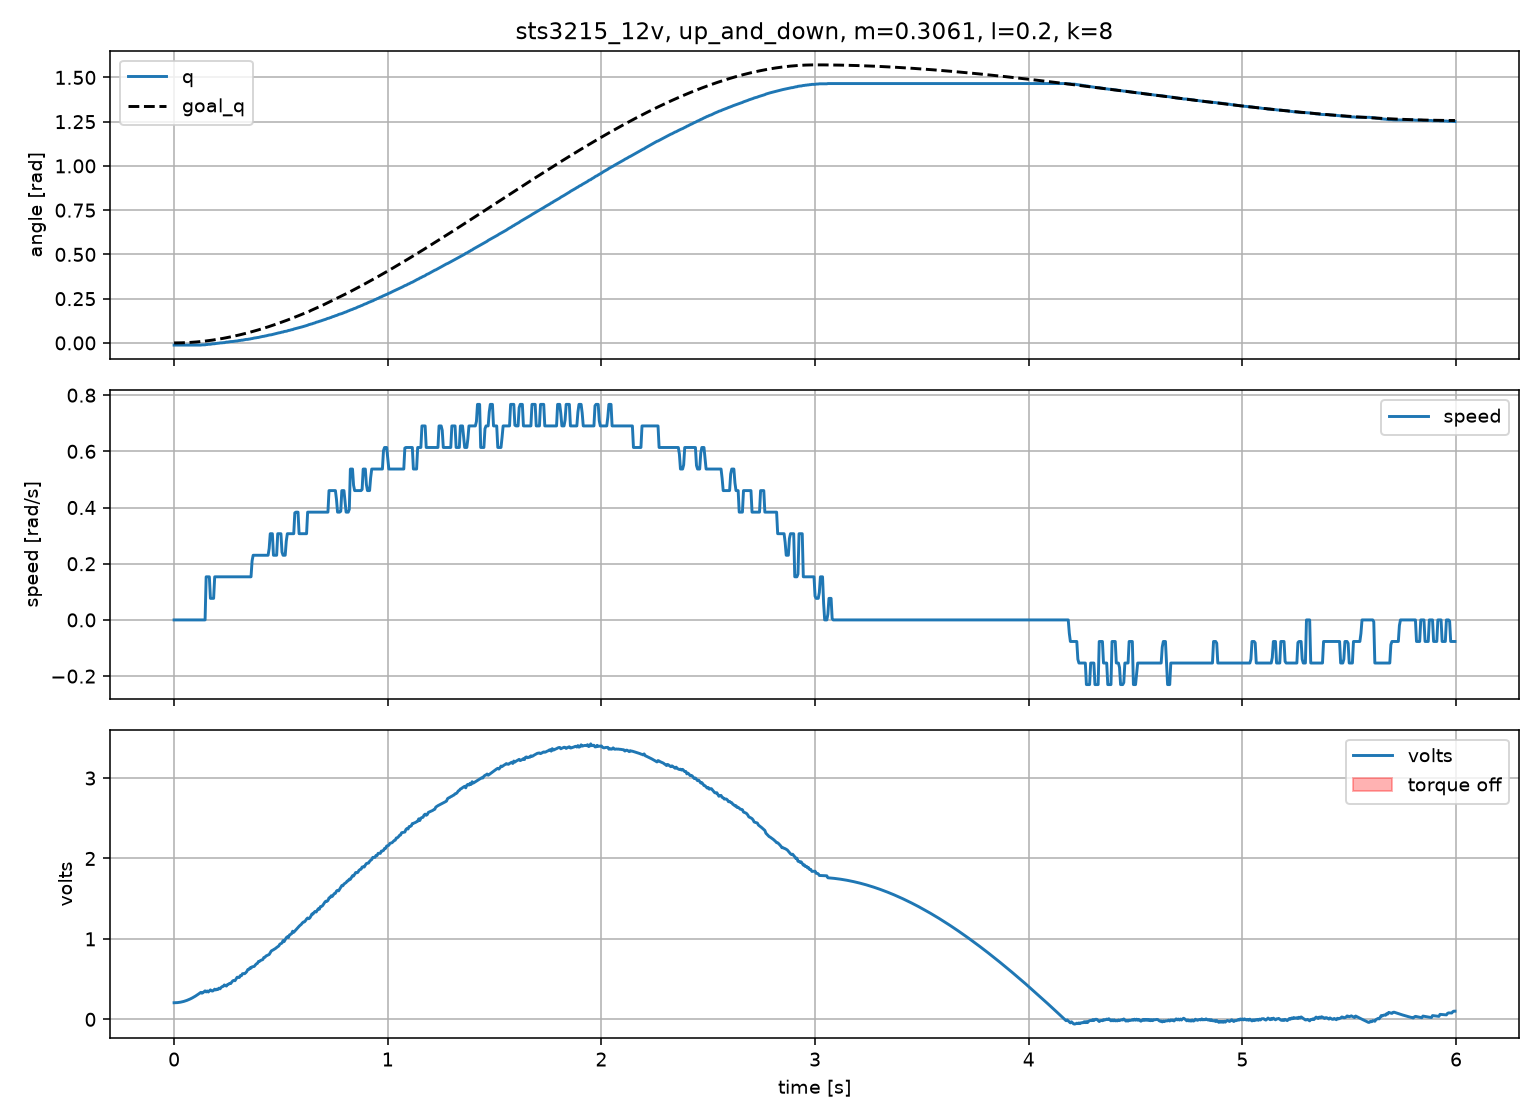 sts3215_12v, up_and_down, m=0.3061, l=0.2, k=8
q
goal_q
angle [rad]
1.50
1.25
1.00
0.75
0.50
0.25
0.00
speed
speed [rad/s]
0.8
0.6
0.4
0.2
0.0
−0.2
volts
torque off
volts
3
2
1
0
0 1 2 3 4 5 6
time [s]